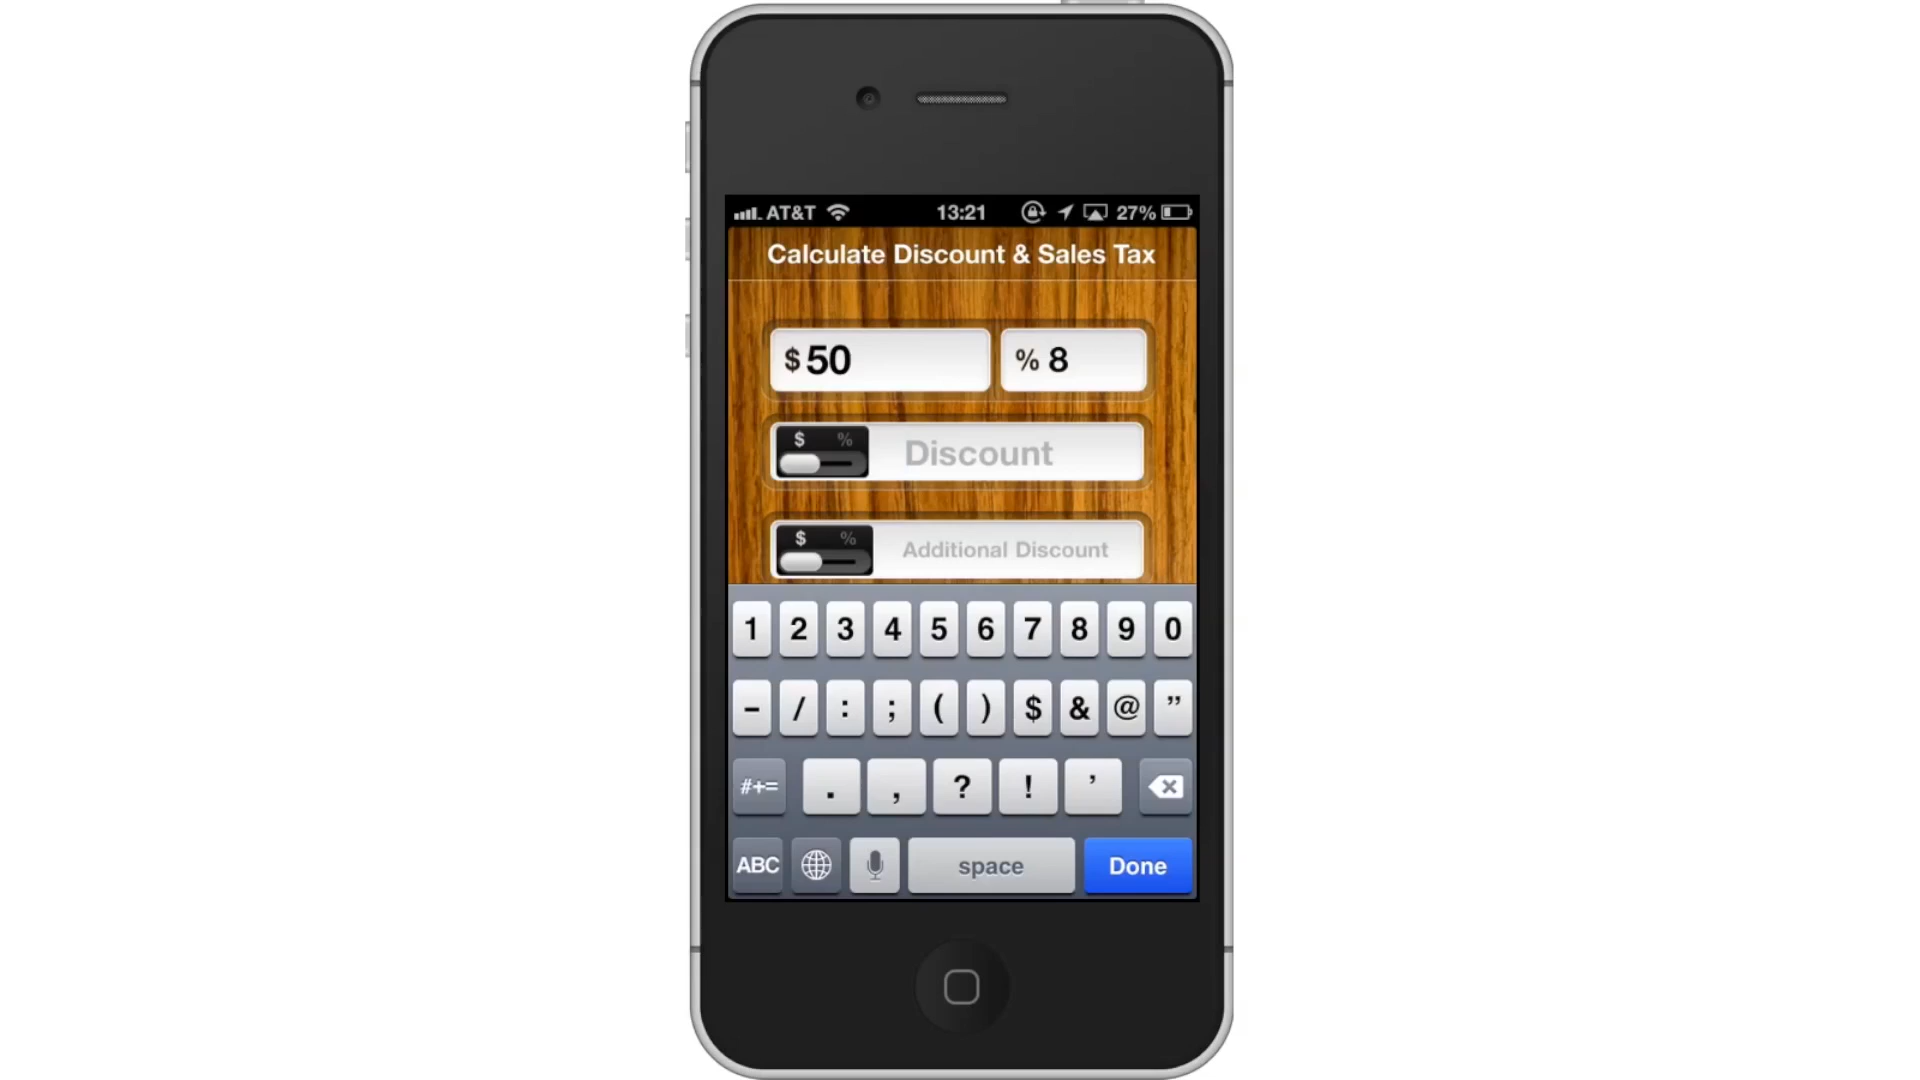 AT&T 13:21 27%
Calculate Discount & Sales Tax
$ 50 % 8
$ % Discount
$ % Additional Discount
1 2 3 4 5 6 7 8 9 0
- / : ; ( ) $ & @ ”
#+= . , ? ! ’
ABC space Done